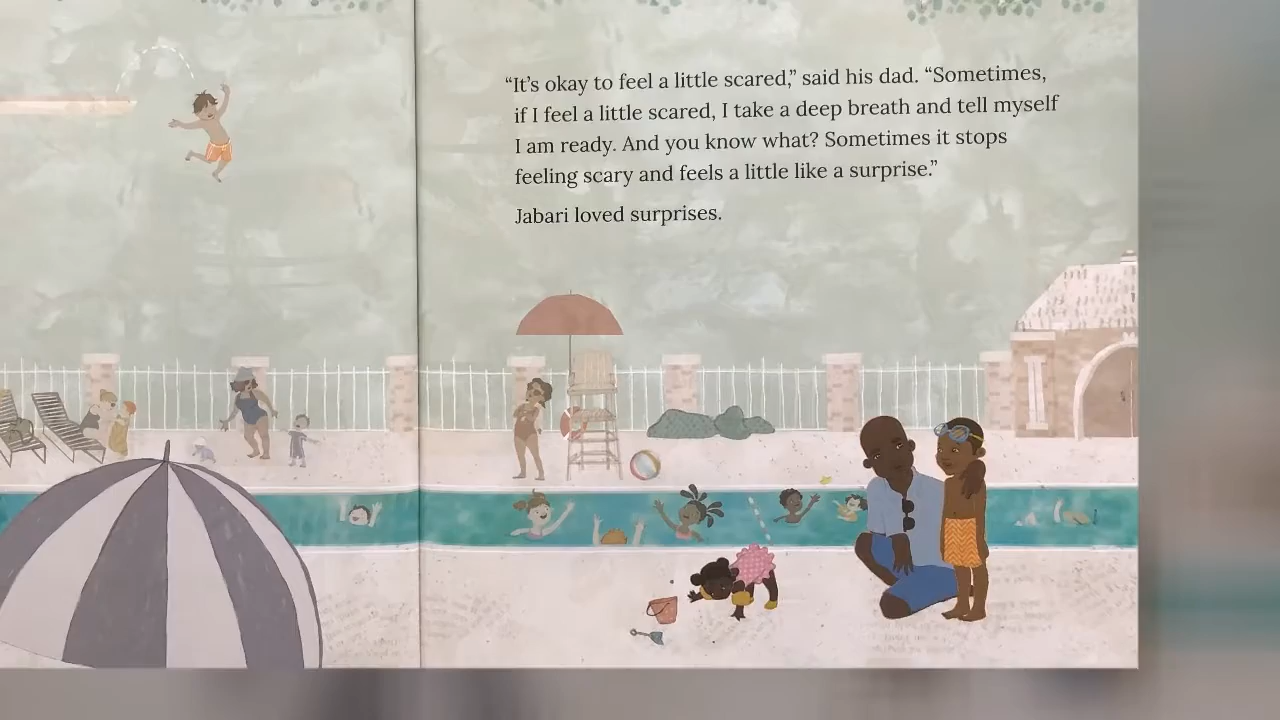 “It’s okay to feel a little scared,” said his dad. “Sometimes,
if I feel a little scared, I take a deep breath and tell myself
I am ready. And you know what? Sometimes it stops
feeling scary and feels a little like a surprise.”
Jabari loved surprises.